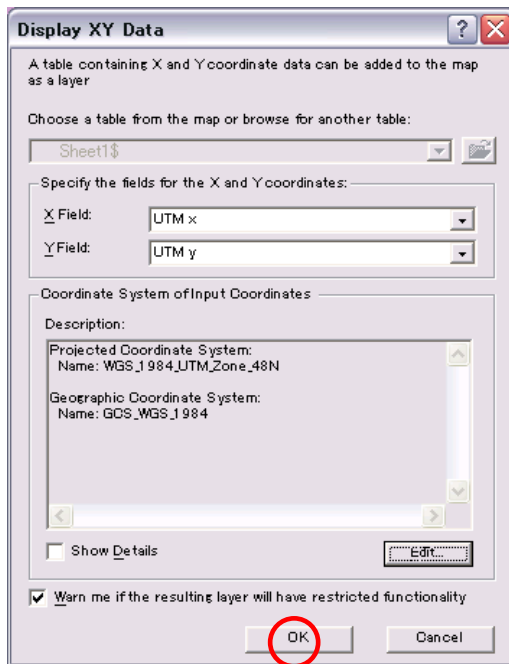 Display XY Data
A table containing X and Y coordinate data can be added to the map
as a layer
Choose a table from the map or browse for another table:
Sheet1$
Specify the fields for the X and Y coordinates:
X Field:
UTM x
Y Field:
UTM y
Coordinate System of Input Coordinates
Description:
Projected Coordinate System:
Name: WGS_1984_UTM_Zone_48N
Geographic Coordinate System:
Name: GCS_WGS_1984
Show Details
Edit...
Warn me if the resulting layer will have restricted functionality
OK
Cancel